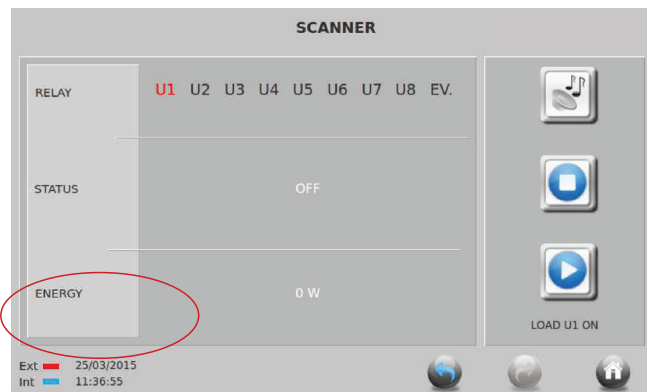 SCANNER
RELAY U1 U2 U3 U4 U5 U6 U7 U8 EV.
STATUS OFF
ENERGY 0 W
LOAD U1 ON
Ext 25/03/2015
Int 11:36:55